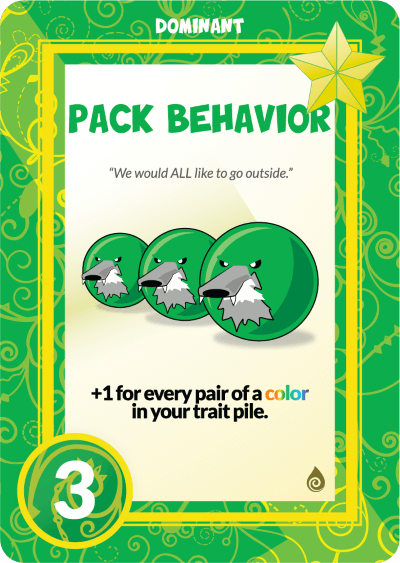 DOMINANT
PACK BEHAVIOR
“We would ALL like to go outside.”
+1 for every pair of a color
in your trait pile.
3